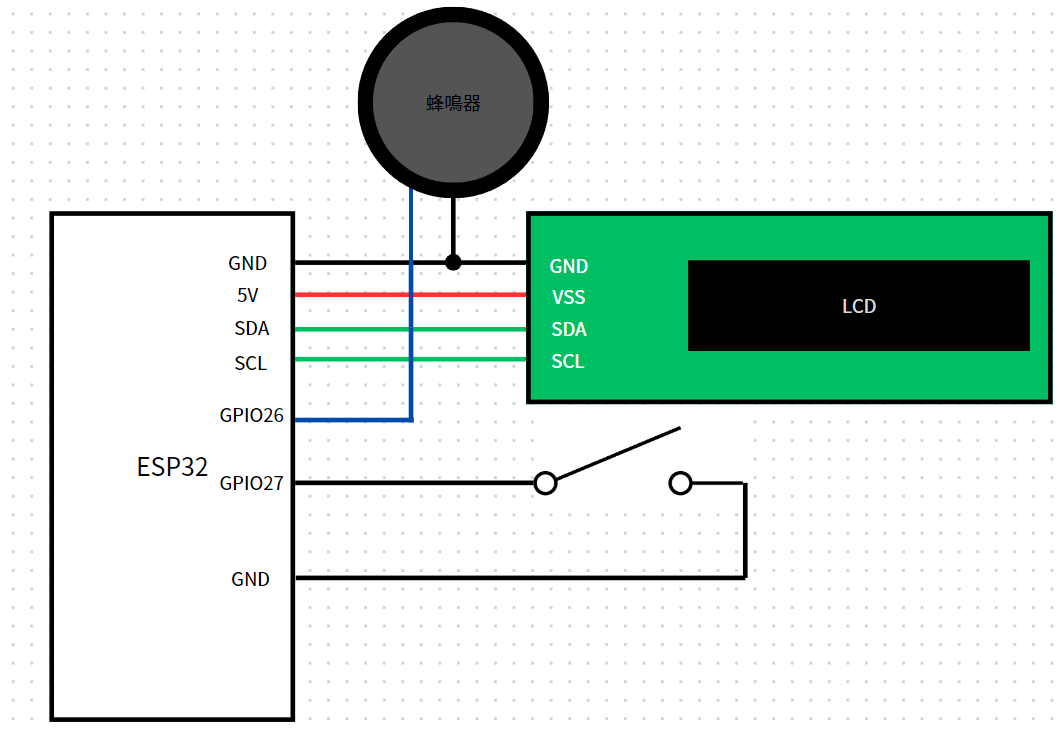 蜂鳴器
GND
5V
SDA
SCL
GPIO26
ESP32
GPIO27
GND
GND
VSS
SDA
SCL
LCD